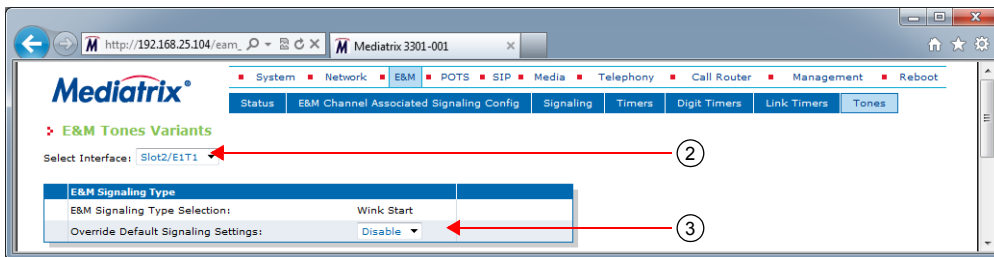 http://192.168.25.104/eam_
Mediatrix 3301-001
Mediatrix®
System Network E&M POTS SIP Media Telephony Call Router Management Reboot
Status E&M Channel Associated Signaling Config Signaling Timers Digit Timers Link Timers Tones
E&M Tones Variants
Select Interface: Slot2/E1T1
2
E&M Signaling Type
E&M Signaling Type Selection: Wink Start
Override Default Signaling Settings: Disable
3